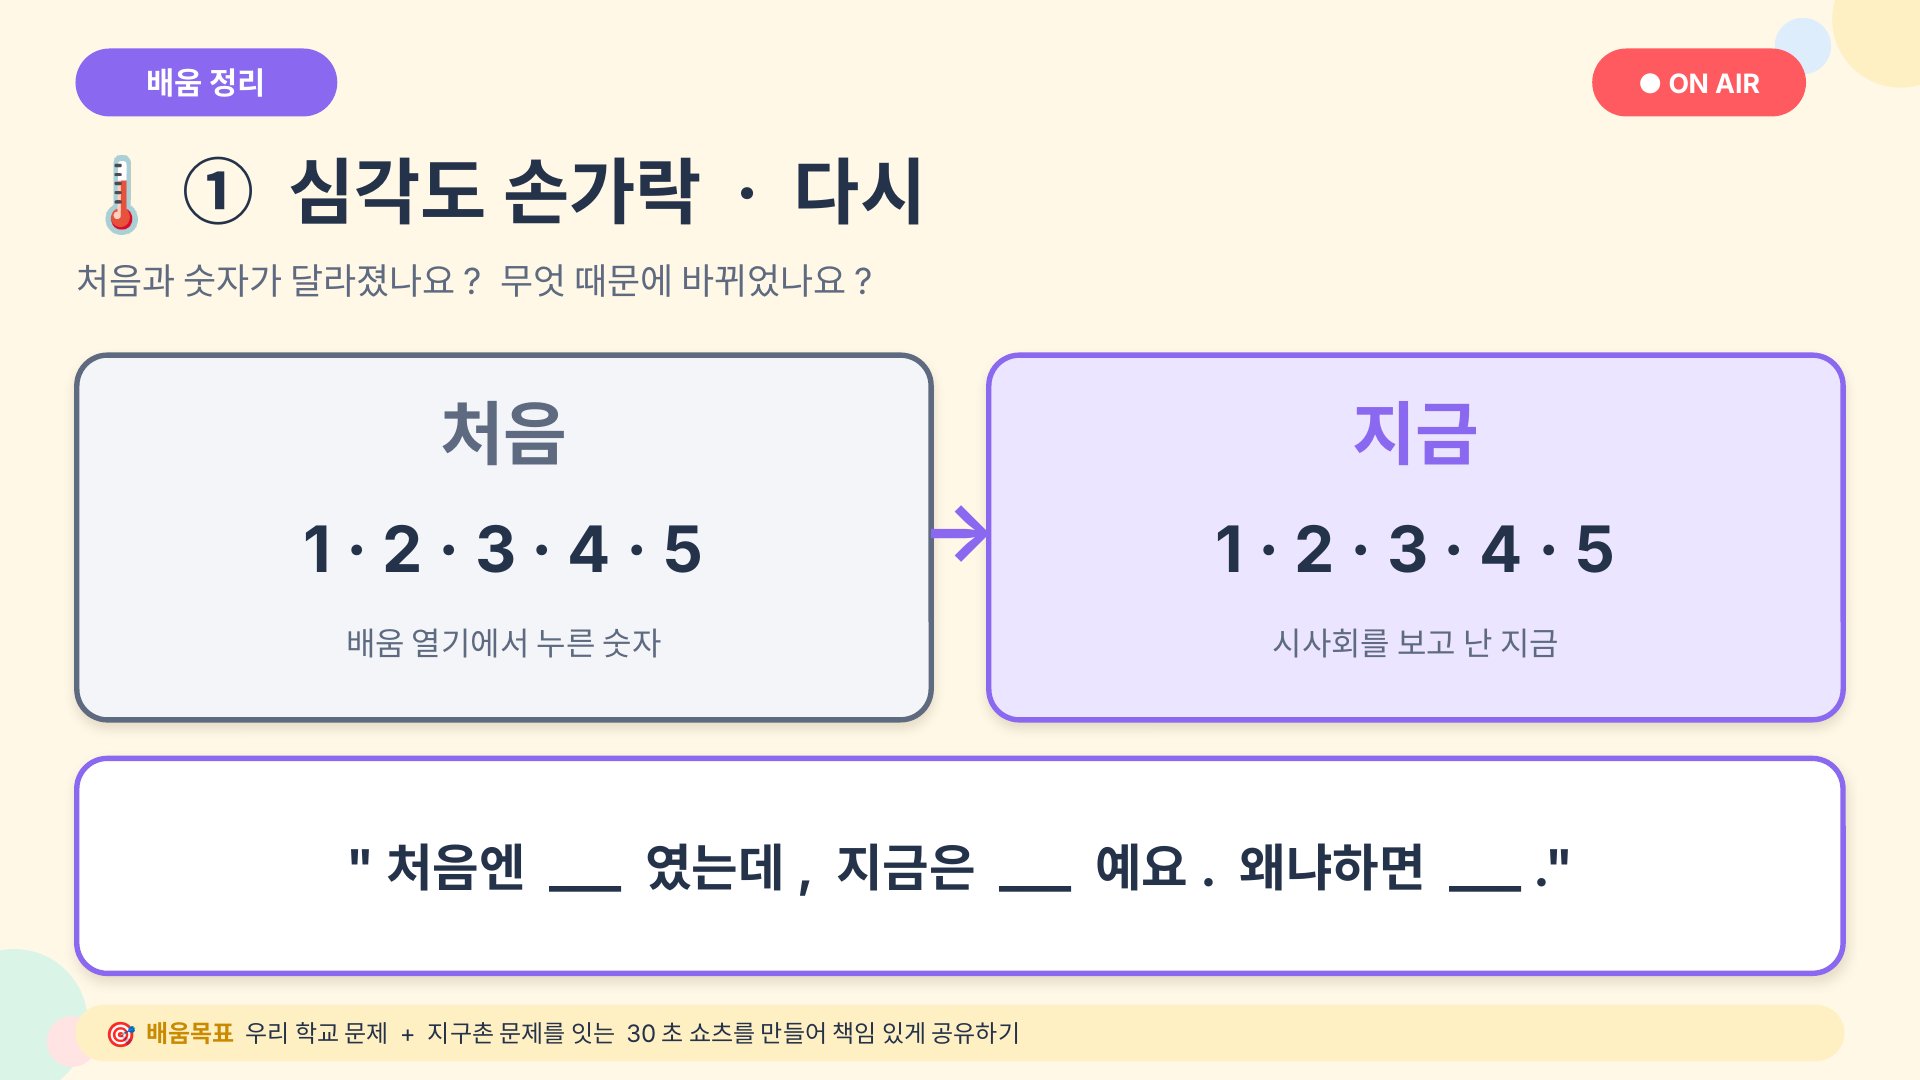 배움 정리
● ON AIR
① 심각도 손가락 · 다시
처음과 숫자가 달라졌나요 ? 무엇 때문에 바뀌었나요 ?
처음
1 · 2 · 3 · 4 · 5
배움 열기에서 누른 숫자
→
지금
1 · 2 · 3 · 4 · 5
시사회를 보고 난 지금
" 처음엔 ___ 였는데 , 지금은 ___ 예요 . 왜냐하면 ___ ."
배움목표 우리 학교 문제 + 지구촌 문제를 잇는 30 초 쇼츠를 만들어 책임 있게 공유하기